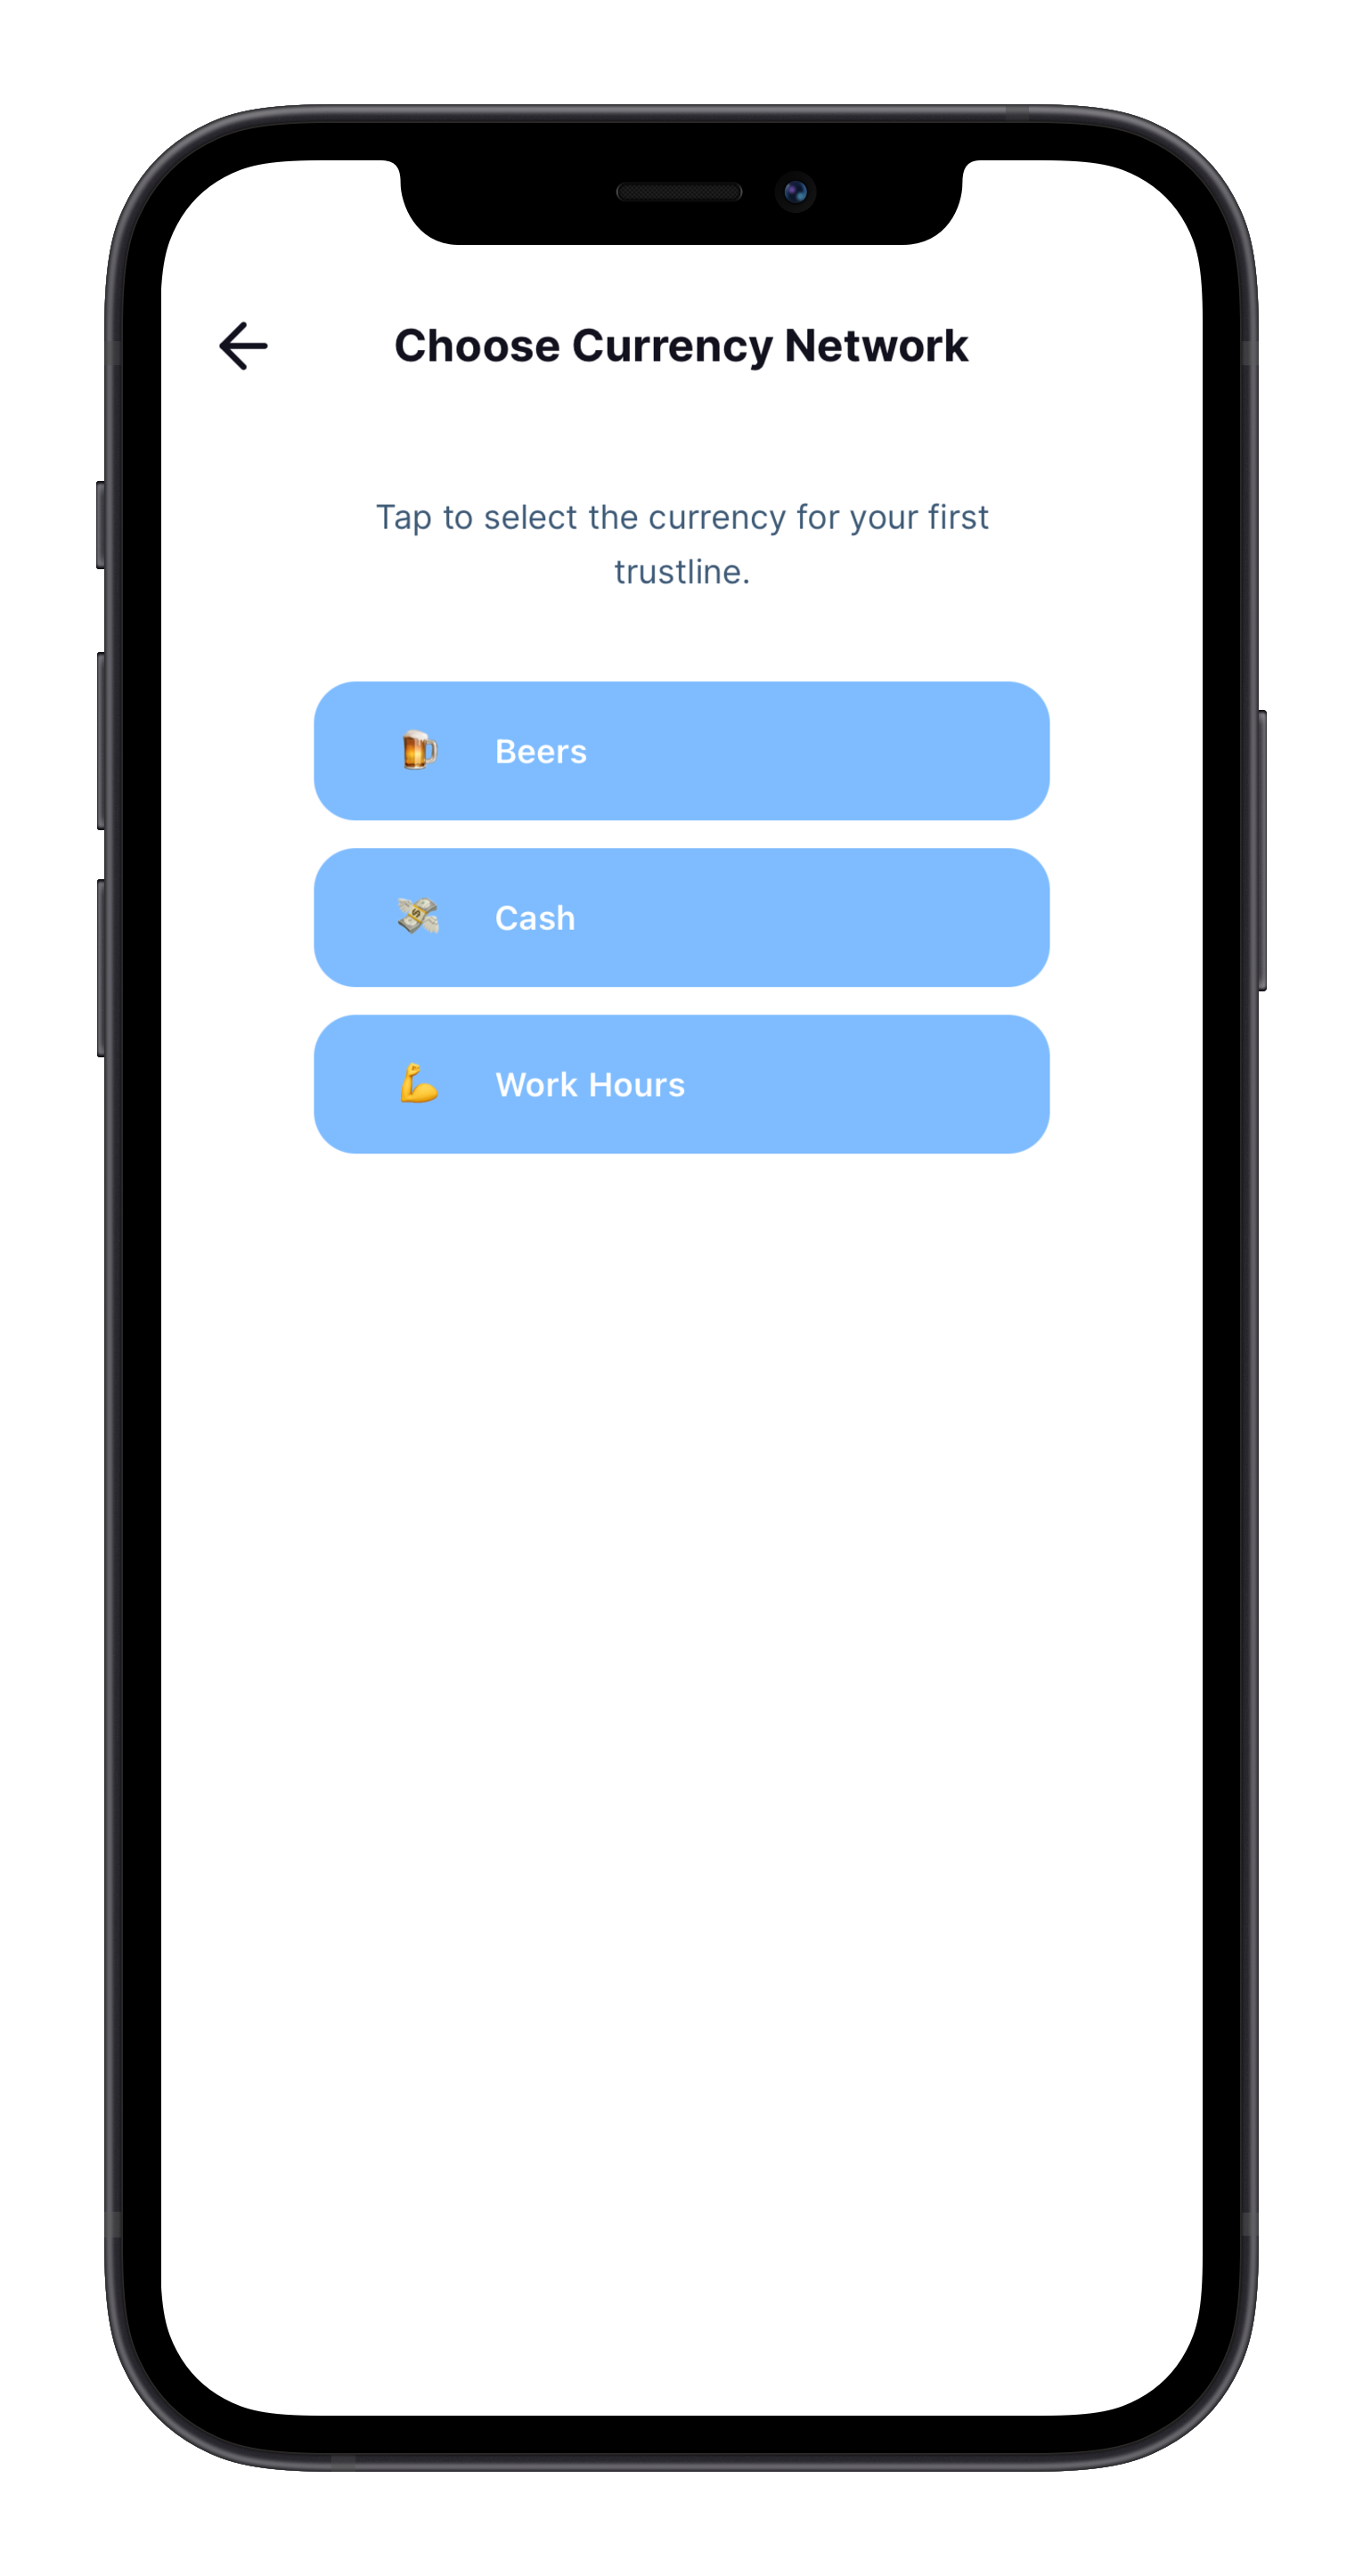 Choose Currency Network
Tap to select the currency for your first
trustline.
🍺 Beers
💸 Cash
💪 Work Hours